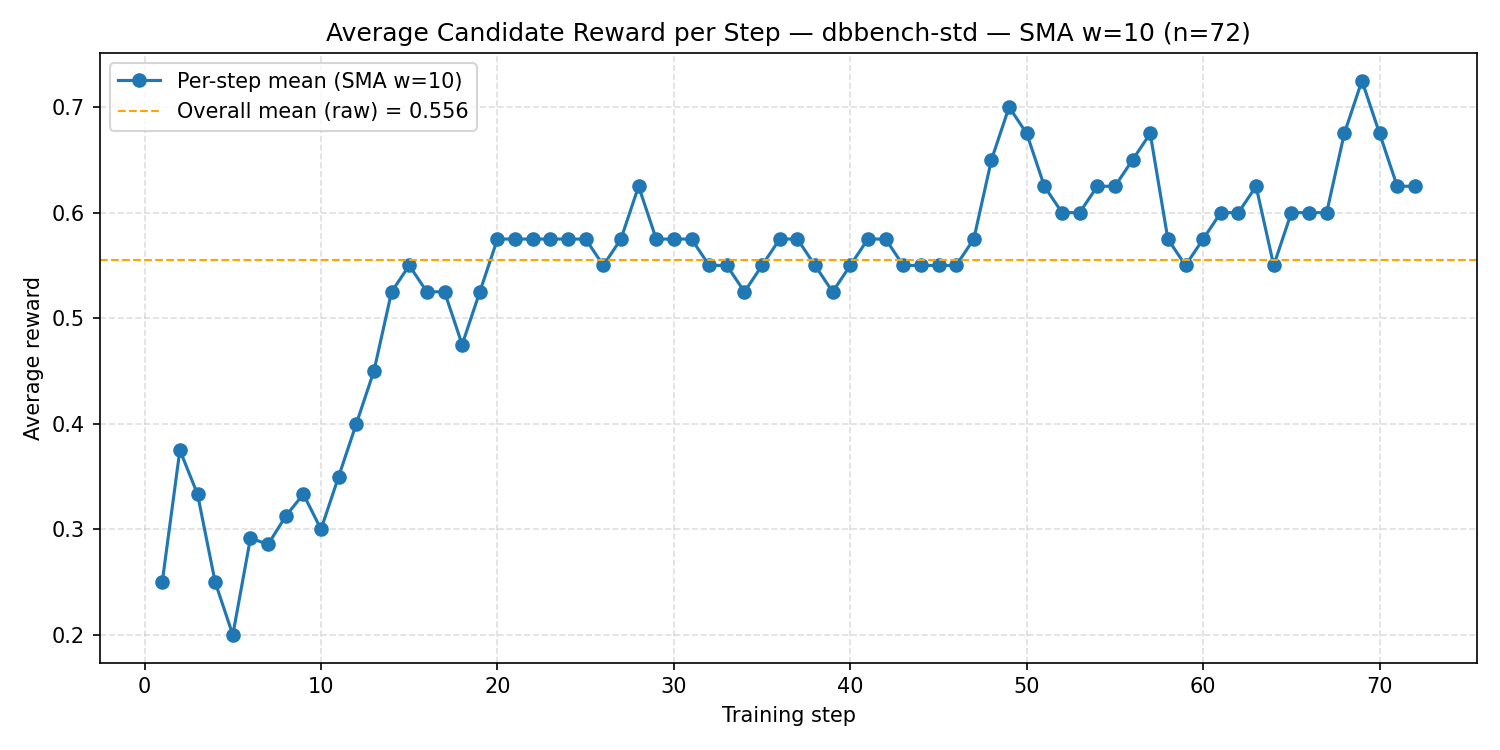 Average Candidate Reward per Step — dbbench-std — SMA w=10 (n=72)
Per-step mean (SMA w=10)
Overall mean (raw) = 0.556
Average reward
0.7
0.6
0.5
0.4
0.3
0.2
0 10 20 30 40 50 60 70
Training step